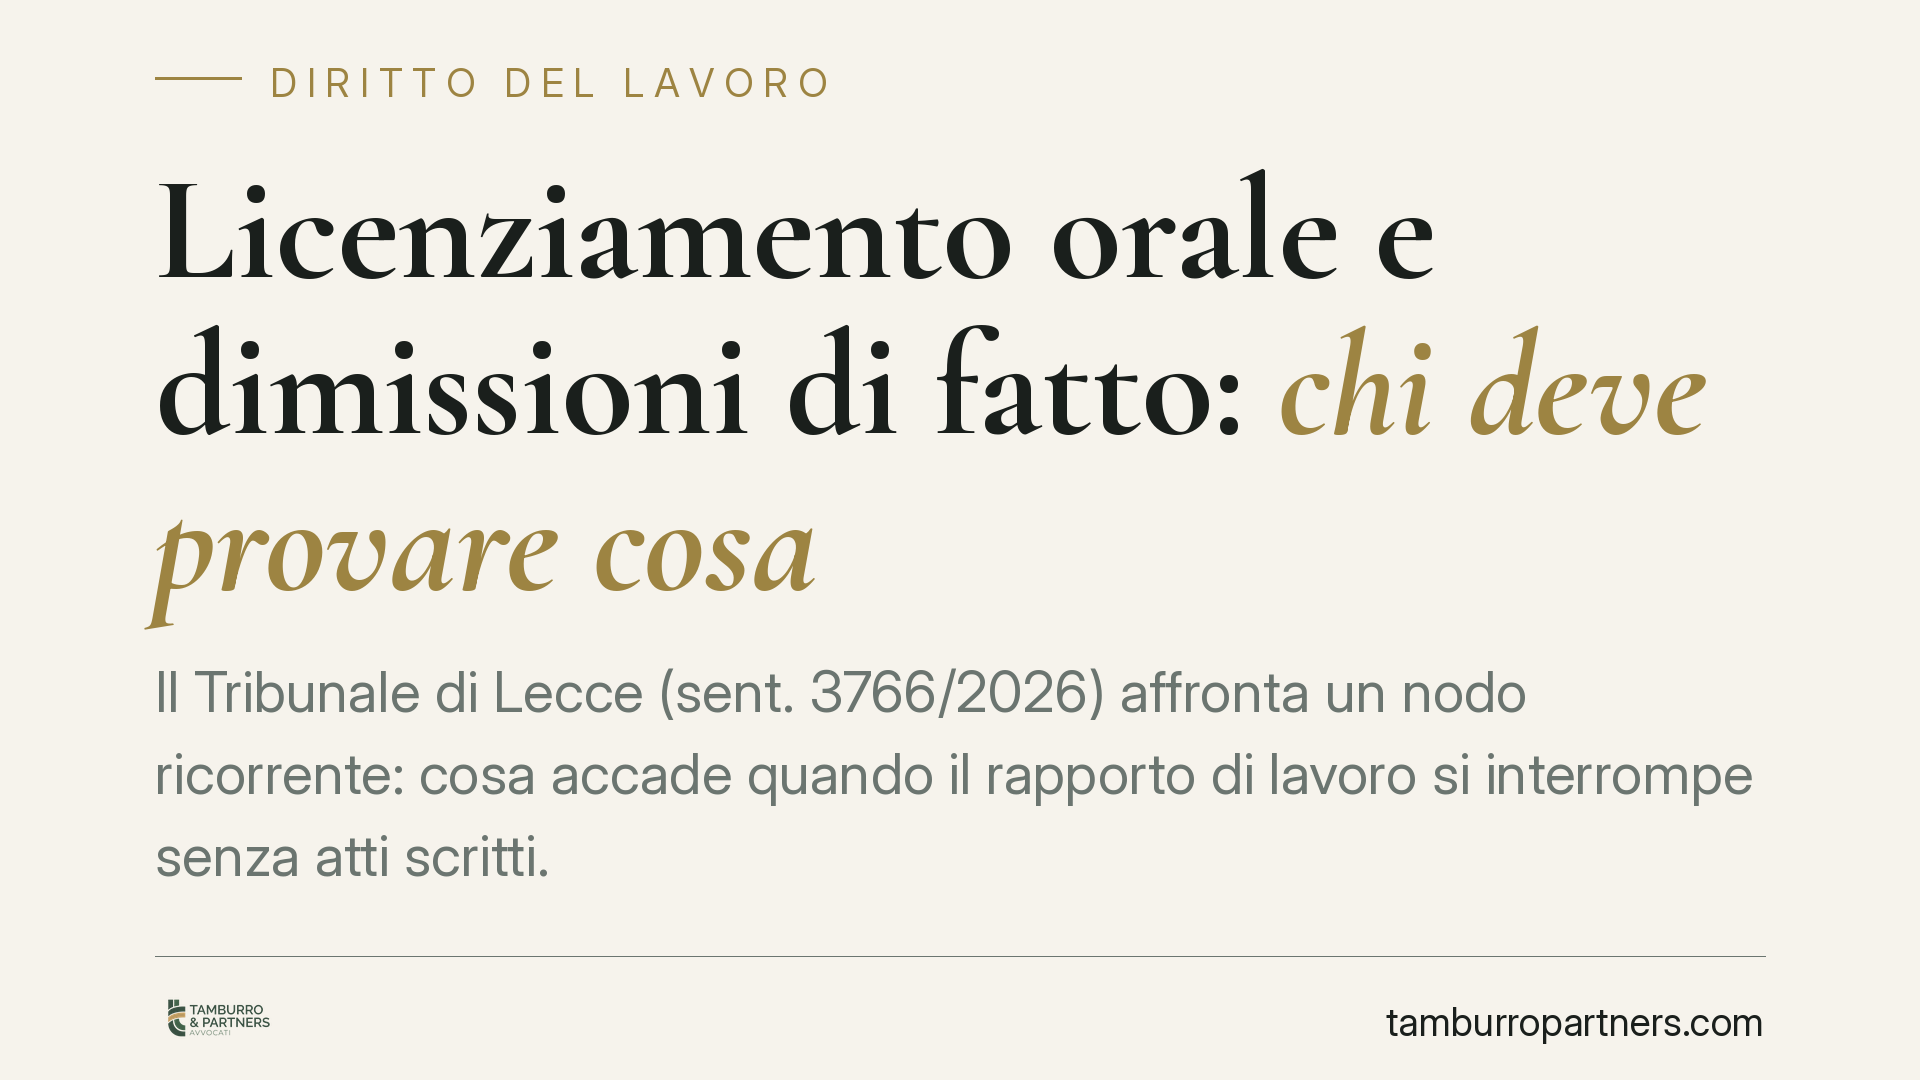 DIRITTO DEL LAVORO
Licenziamento orale e
dimissioni di fatto: chi deve
provare cosa
Il Tribunale di Lecce (sent. 3766/2026) affronta un nodo
ricorrente: cosa accade quando il rapporto di lavoro si interrompe
senza atti scritti.
TAMBURRO
& PARTNERS
AVVOCATI
tamburropartners.com